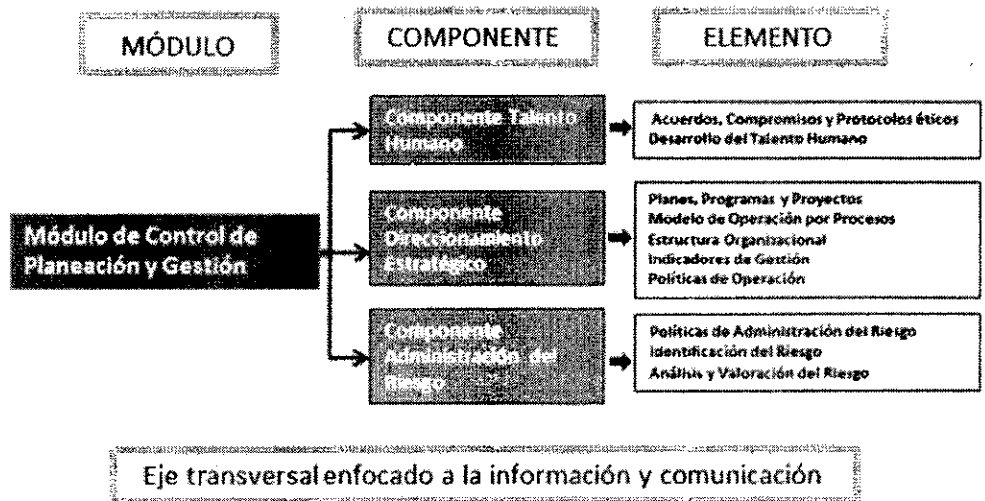 MÓDULO
COMPONENTE
ELEMENTO
Módulo de Control de
Planeación y Gestión
Componente Talento
Humano
Acuerdos, Compromisos y Protocolos éticos
Desarrollo del Talento Humano
Componente
Direccionamiento
Estratégico
Planes, Programas y Proyectos
Modelo de Operación por Procesos
Estructura Organizacional
Indicadores de Gestión
Políticas de Operación
Componente
Administración del
Riesgo
Políticas de Administración del Riesgo
Identificación del Riesgo
Análisis y Valoración del Riesgo
Eje transversal enfocado a la información y comunicación